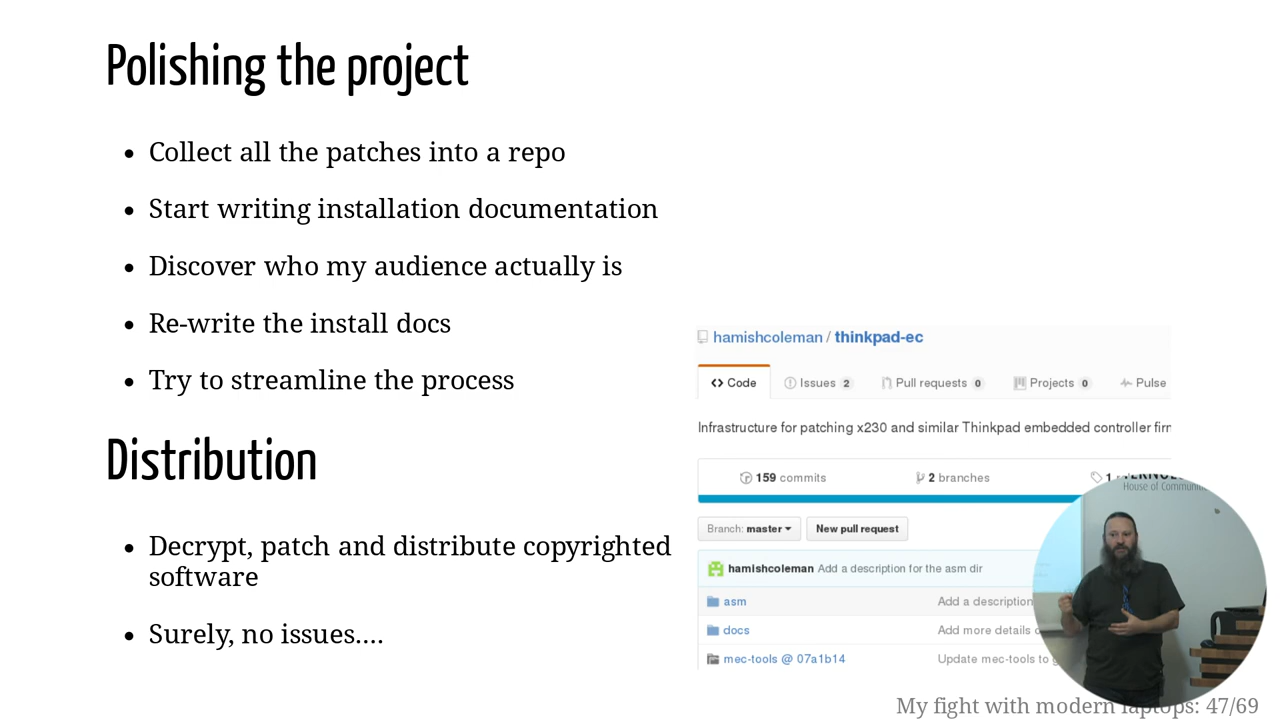 Polishing the project
• Collect all the patches into a repo
• Start writing installation documentation
• Discover who my audience actually is
• Re-write the install docs
• Try to streamline the process
Distribution
• Decrypt, patch and distribute copyrighted
software
• Surely, no issues....
hamishcoleman / thinkpad-ec
Code Issues 2 Pull requests 0 Projects 0 Pulse
Infrastructure for patching x230 and similar Thinkpad embedded controller
159 commits 2 branches 1
Branch: master New pull request
hamishcoleman Add a description for the asm dir
asm Add a description
docs Add more details
mec-tools @ 07a1b14 Update mec-tools to
House of
My fight with modern laptops: 47/69